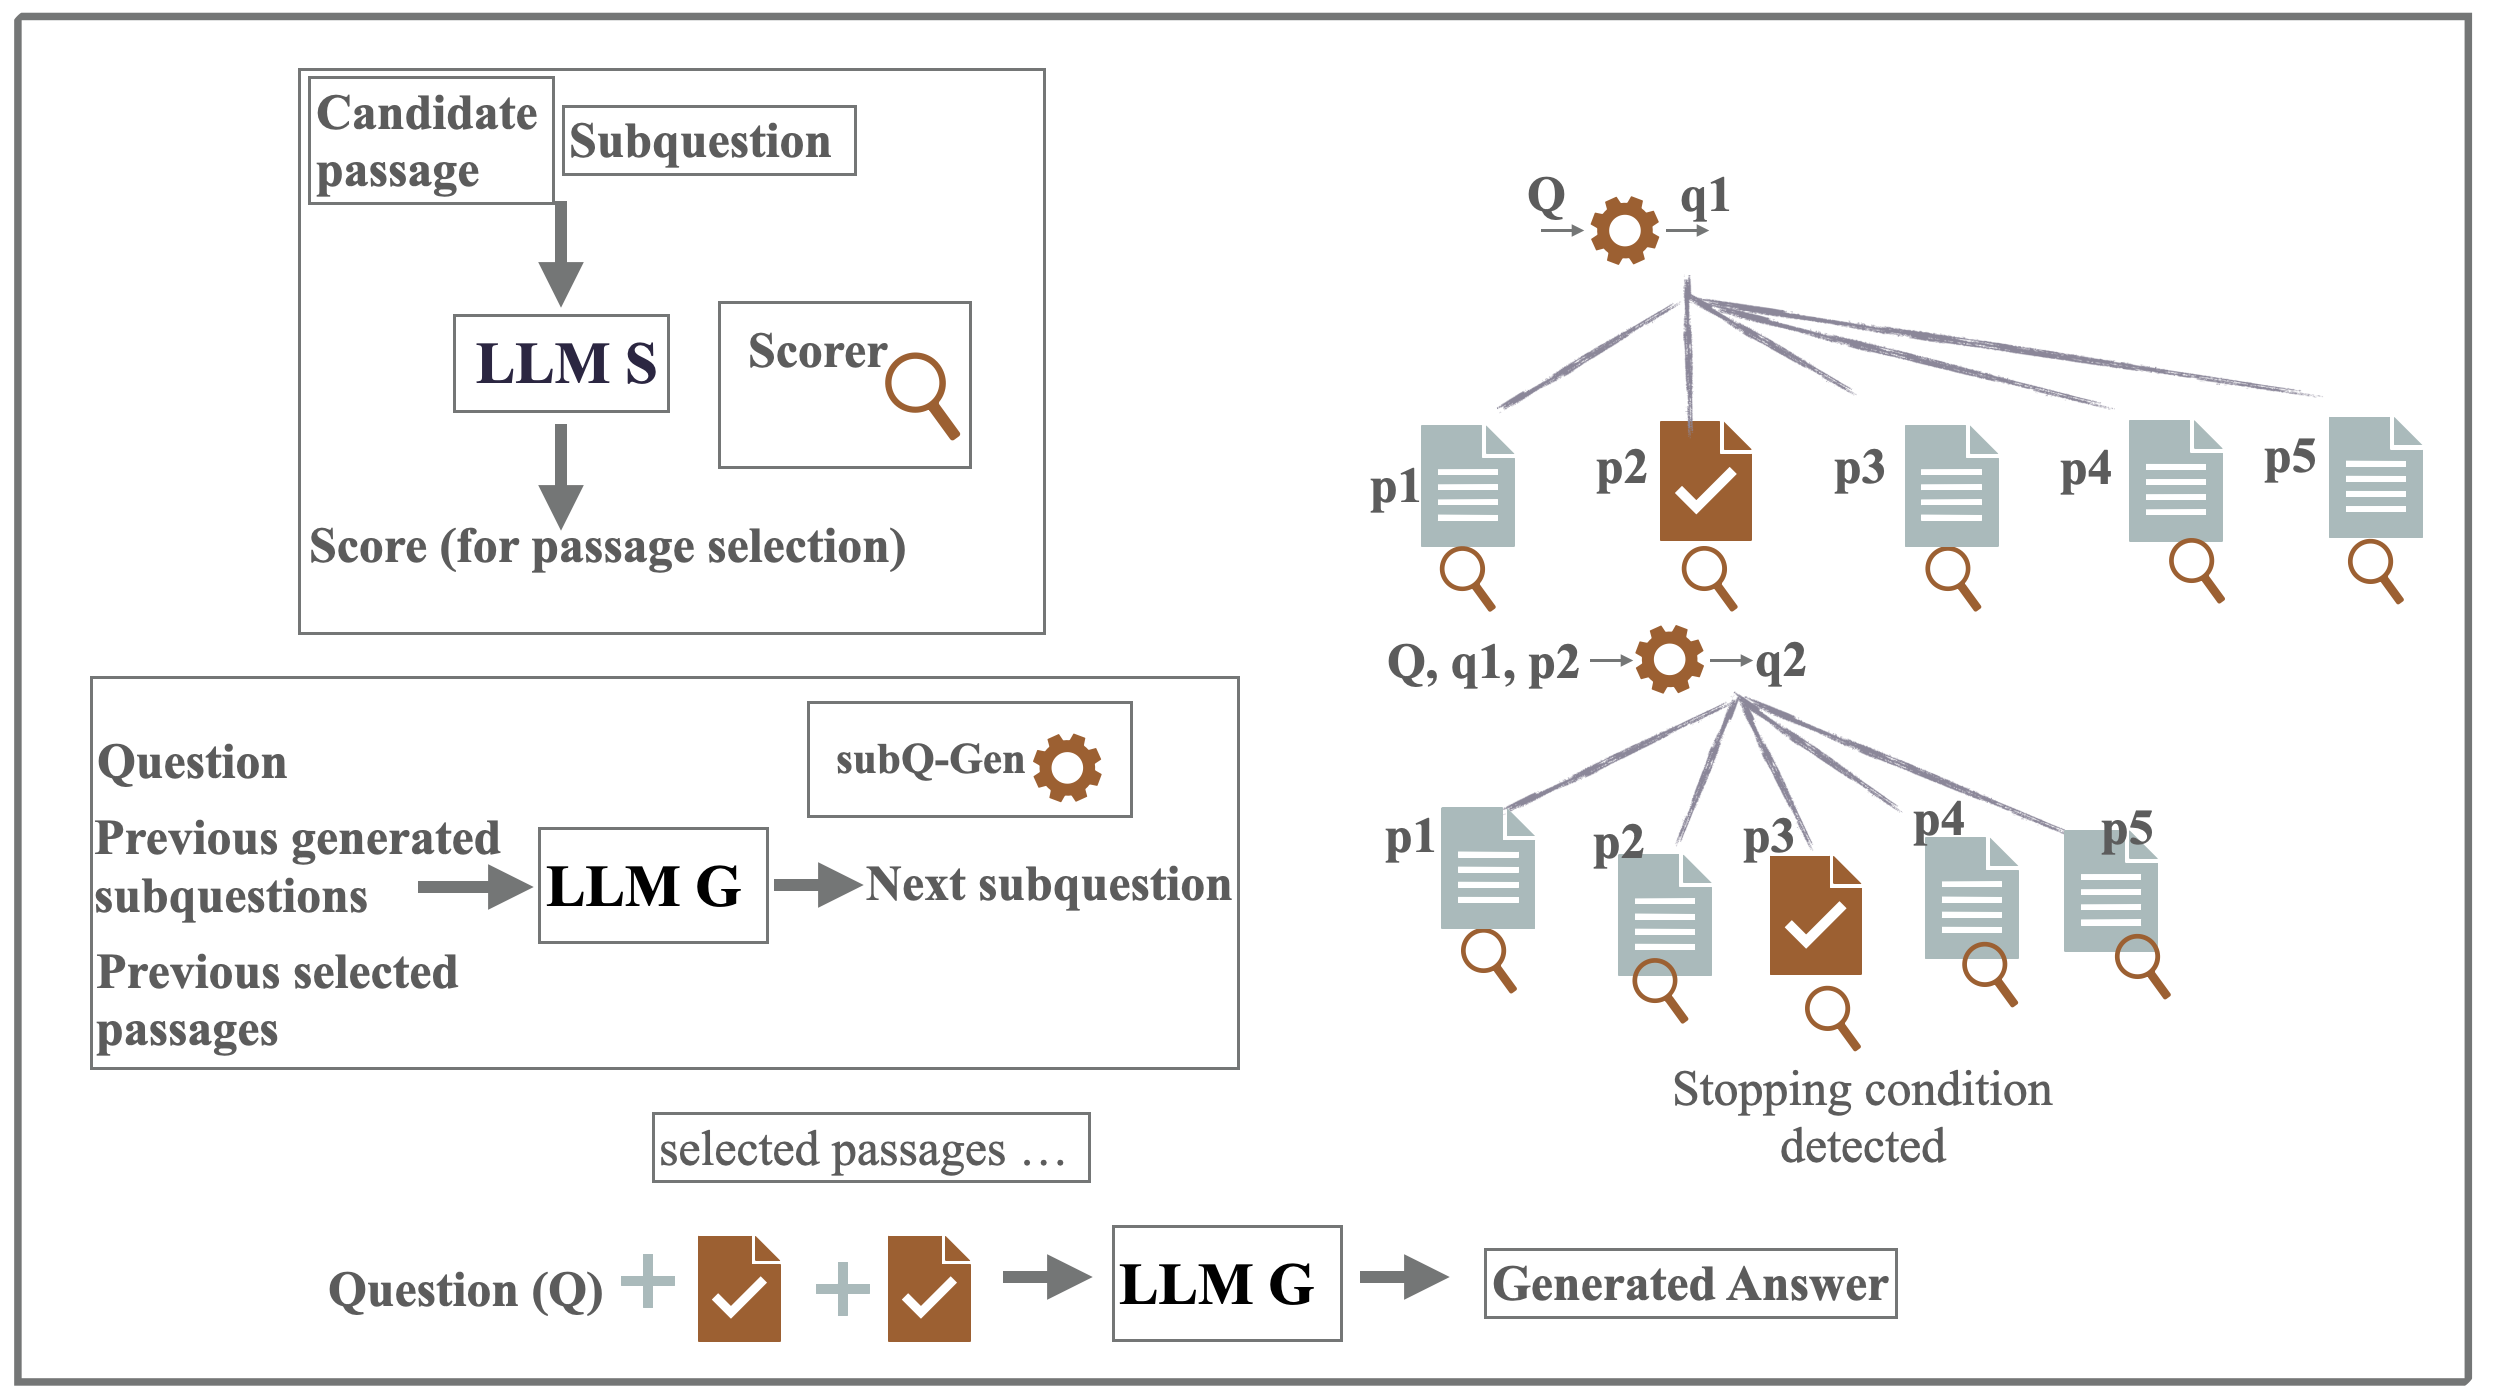 Candidate
passage
Subquestion
LLM S
Scorer
Score (for passage selection)
Question
Previous generated
subquestions
Previous selected
passages
LLM G
subQ-Gen
Next subquestion
Q
q1
p1
p2
p3
p4
p5
Q, q1, p2
q2
p1
p2
p3
p4
p5
Stopping condition
detected
selected passages ...
Question (Q)
LLM G
Generated Answer